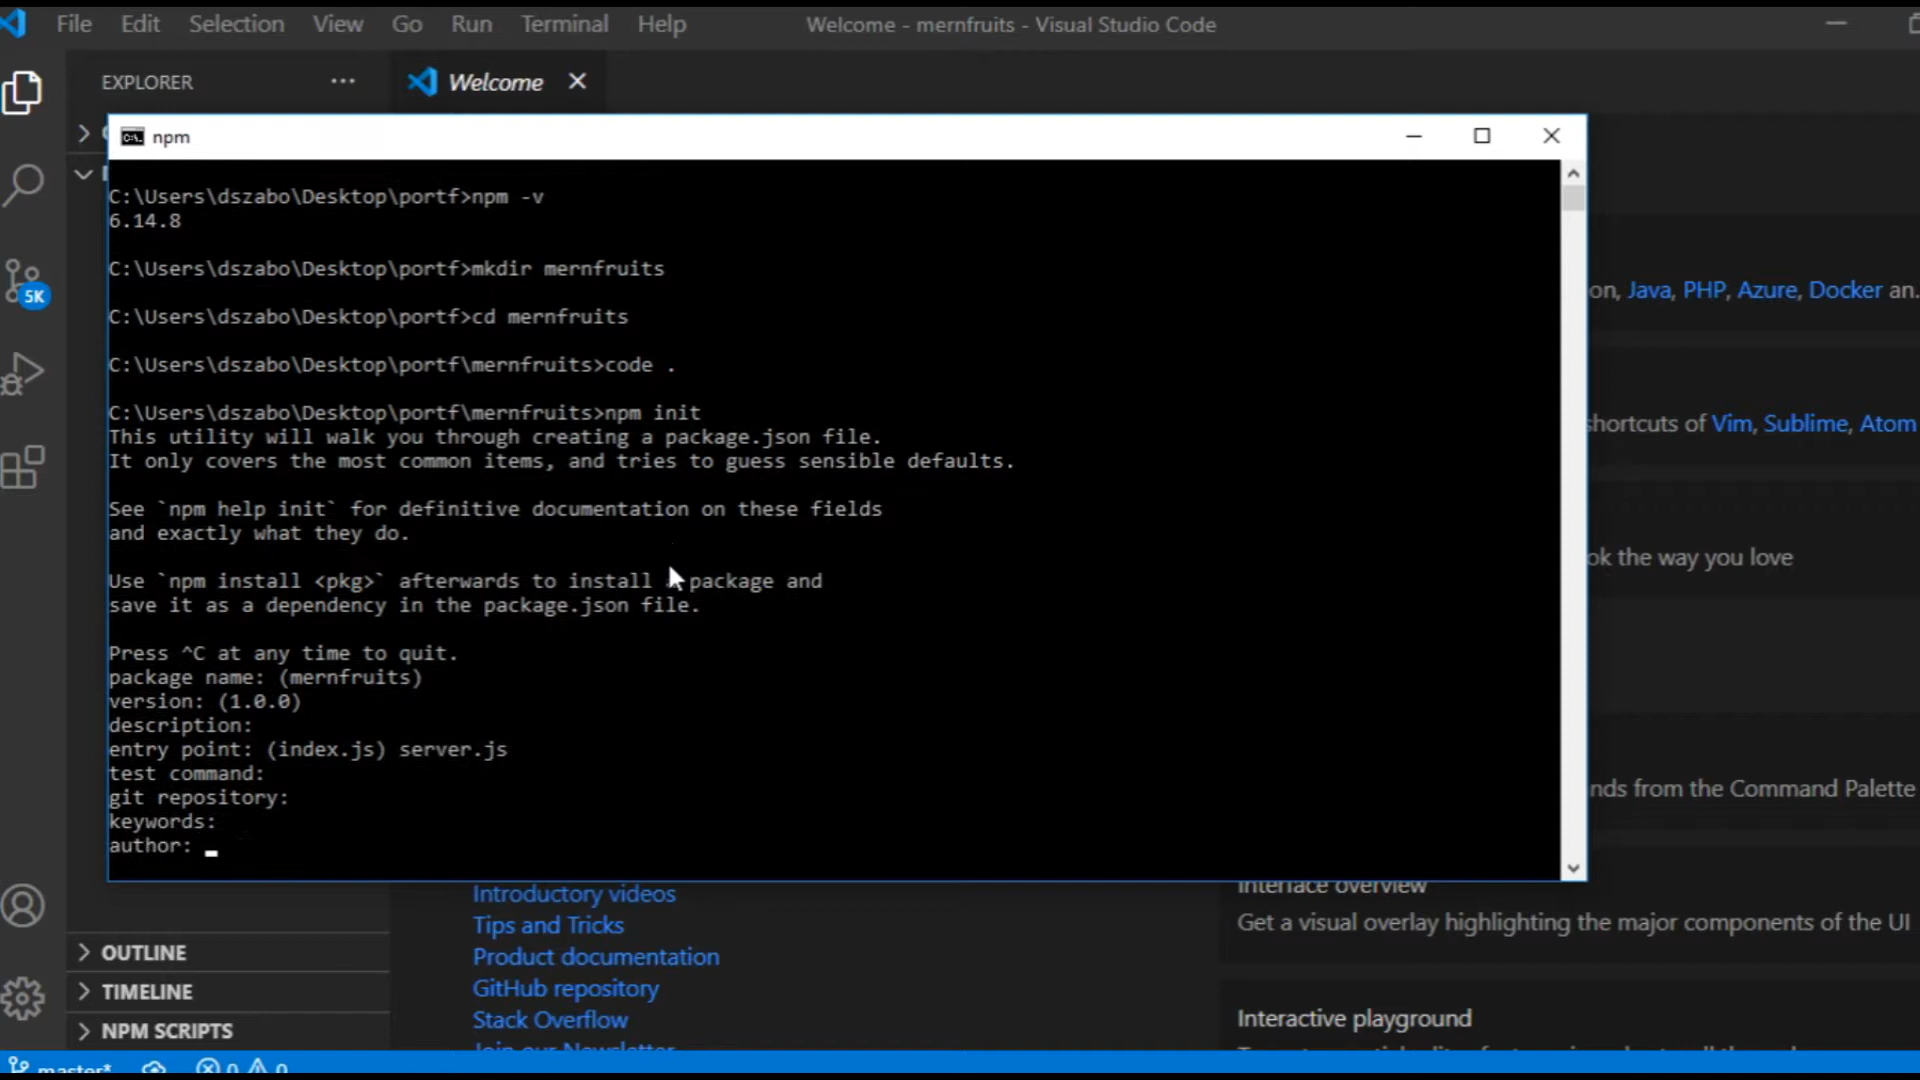 File Edit Selection View Go Run Terminal Help Welcome - mernfruits - Visual Studio Code
EXPLORER ··· Welcome
npm
C:\Users\dszabo\Desktop\portf>npm -v
6.14.8
C:\Users\dszabo\Desktop\portf>mkdir mernfruits
C:\Users\dszabo\Desktop\portf>cd mernfruits
C:\Users\dszabo\Desktop\portf\mernfruits>code .
C:\Users\dszabo\Desktop\portf\mernfruits>npm init
This utility will walk you through creating a package.json file.
It only covers the most common items, and tries to guess sensible defaults.
See `npm help init` for definitive documentation on these fields
and exactly what they do.
Use `npm install <pkg>` afterwards to install package and
save it as a dependency in the package.json file.
Press ^C at any time to quit.
package name: (mernfruits)
version: (1.0.0)
description:
entry point: (index.js) server.js
test command:
git repository:
keywords:
author:
5K
on, Java, PHP, Azure, Docker an...
shortcuts of Vim, Sublime, Atom
ok the way you love
nds from the Command Palette
Introductory videos
Tips and Tricks
Product documentation
GitHub repository
Stack Overflow
Join our Newsletter
Interface overview
Get a visual overlay highlighting the major components of the UI
Interactive playground
OUTLINE
TIMELINE
NPM SCRIPTS
master* 0 0